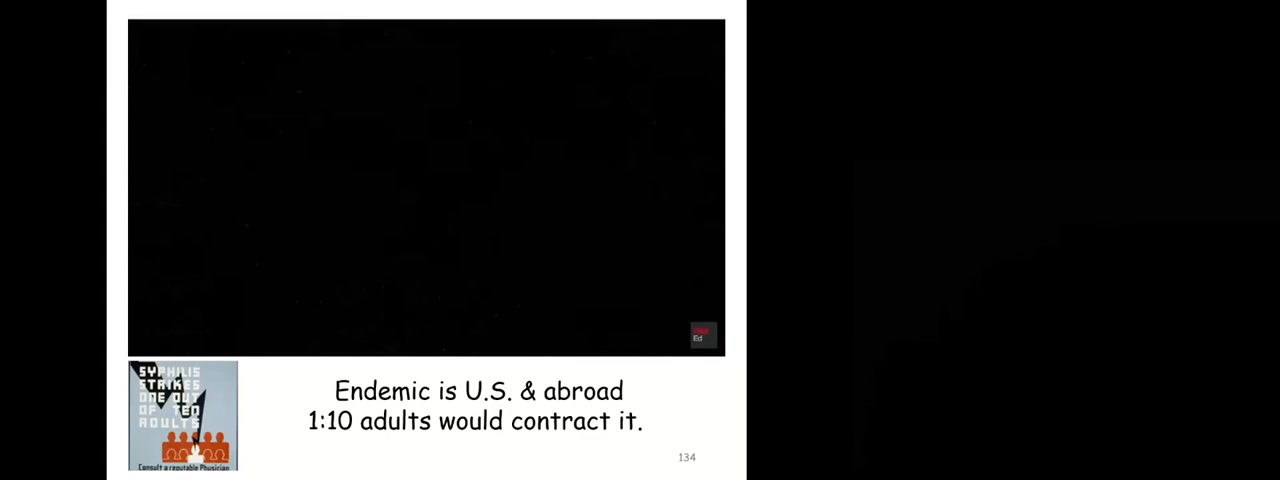 Ed
SYPHILIS
STRIKES
ONE OUT
OF TEN
ADULTS
Consult a reputable Physician
Endemic is U.S. & abroad
1:10 adults would contract it.
134